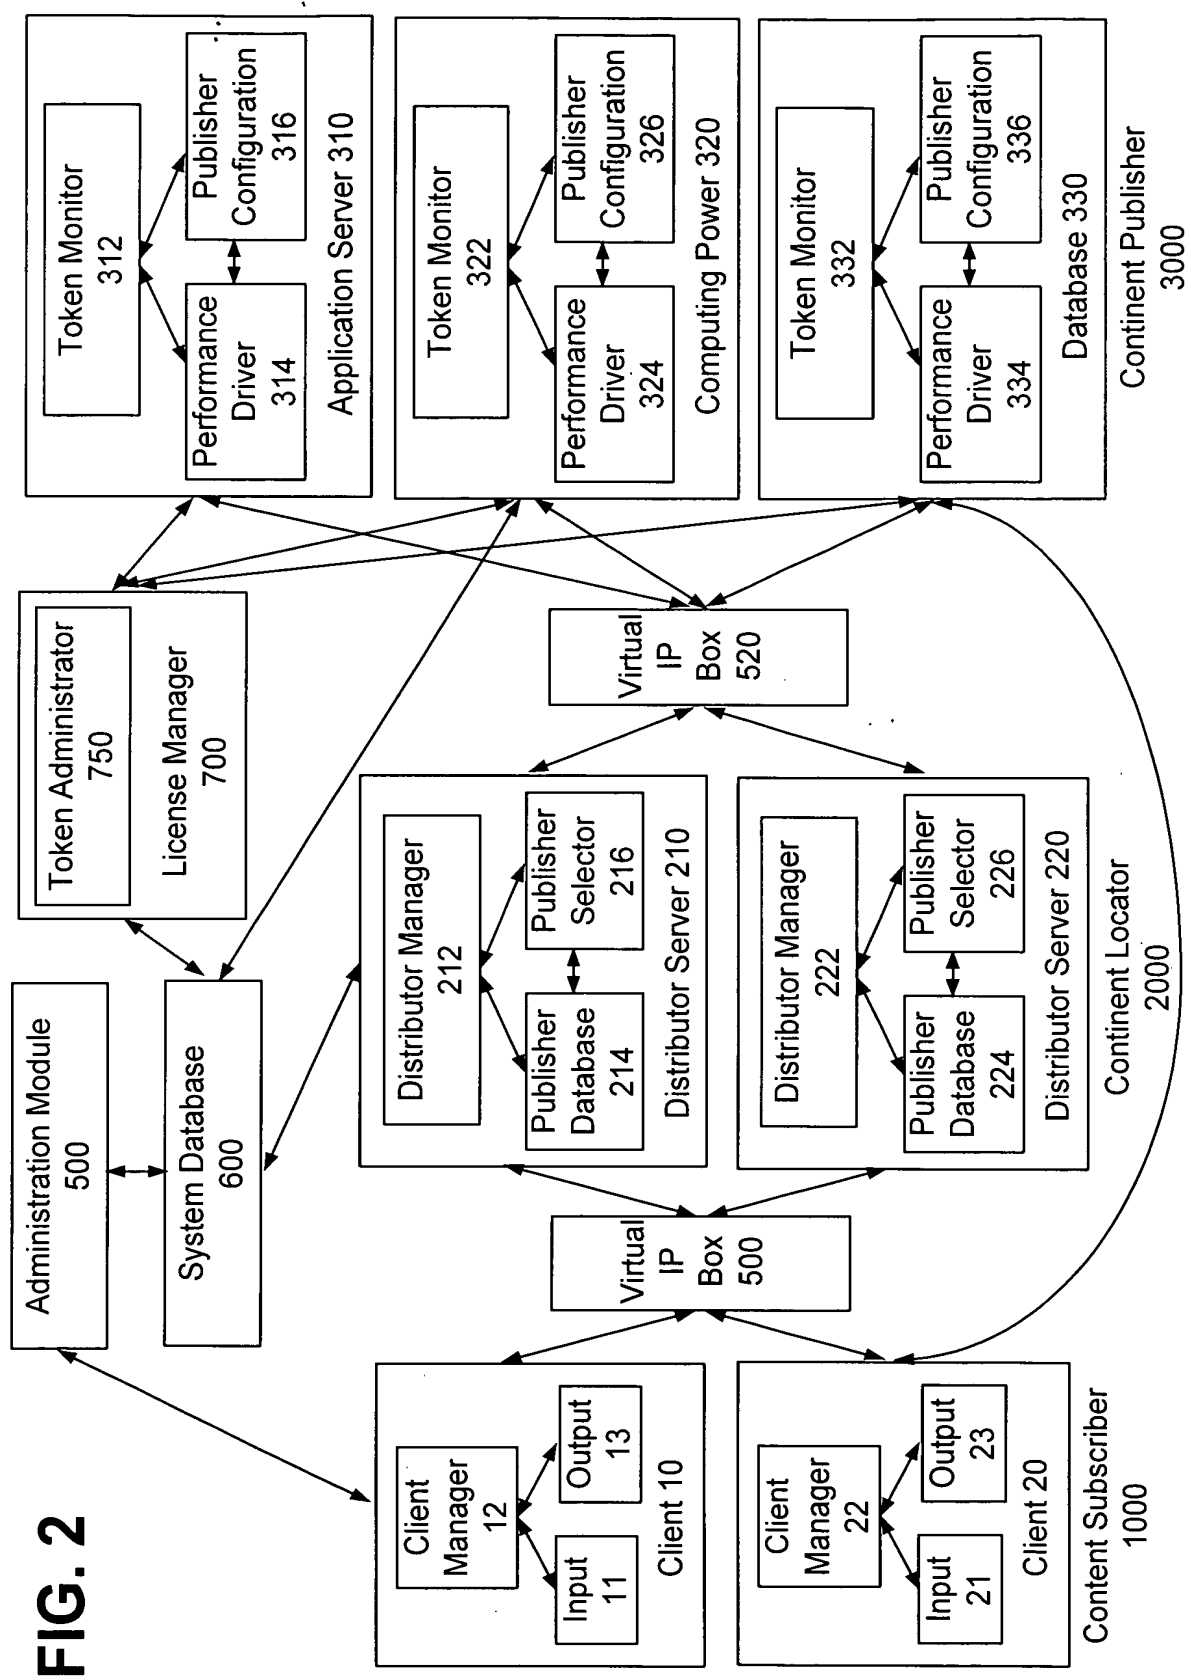 FIG. 2
Administration Module
500
System Database
600
Token Administrator
750
License Manager
700
Client
Manager
12
Input
11
Output
13
Client 10
Client
Manager
22
Input
21
Output
23
Client 20
Content Subscriber
1000
Virtual
IP
Box
500
Distributor Manager
212
Publisher
Database
214
Publisher
Selector
216
Distributor Server 210
Distributor Manager
222
Publisher
Database
224
Publisher
Selector
226
Distributor Server 220
Continent Locator
2000
Virtual
IP
Box
520
Token Monitor
312
Performance
Driver
314
Publisher
Configuration
316
Application Server 310
Token Monitor
322
Performance
Driver
324
Publisher
Configuration
326
Computing Power 320
Token Monitor
332
Performance
Driver
334
Publisher
Configuration
336
Database 330
Continent Publisher
3000